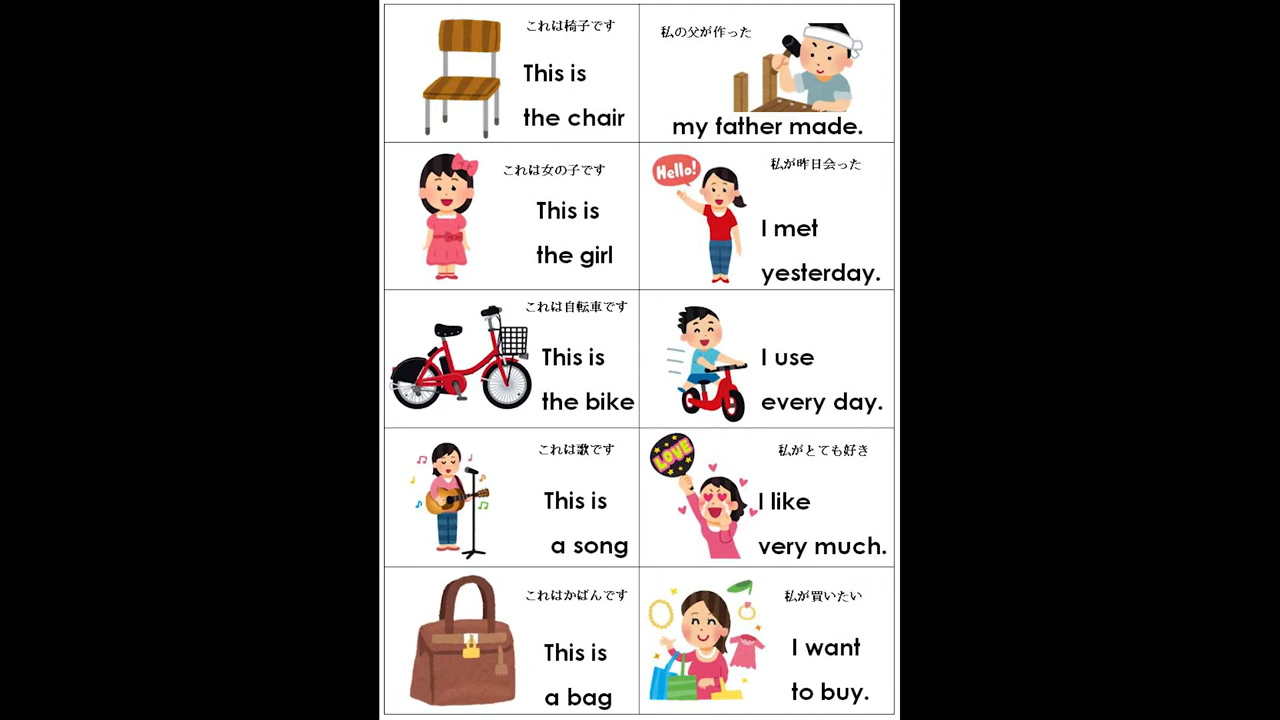 これは椅子です
This is
the chair
私の父が作った
my father made.
これは女の子です
This is
the girl
Hello!
私が昨日会った
I met
yesterday.
これは自転車です
This is
the bike
I use
every day.
これは歌です
This is
a song
LOVE
私がとても好き
I like
very much.
これはかばんです
This is
a bag
私が買いたい
I want
to buy.